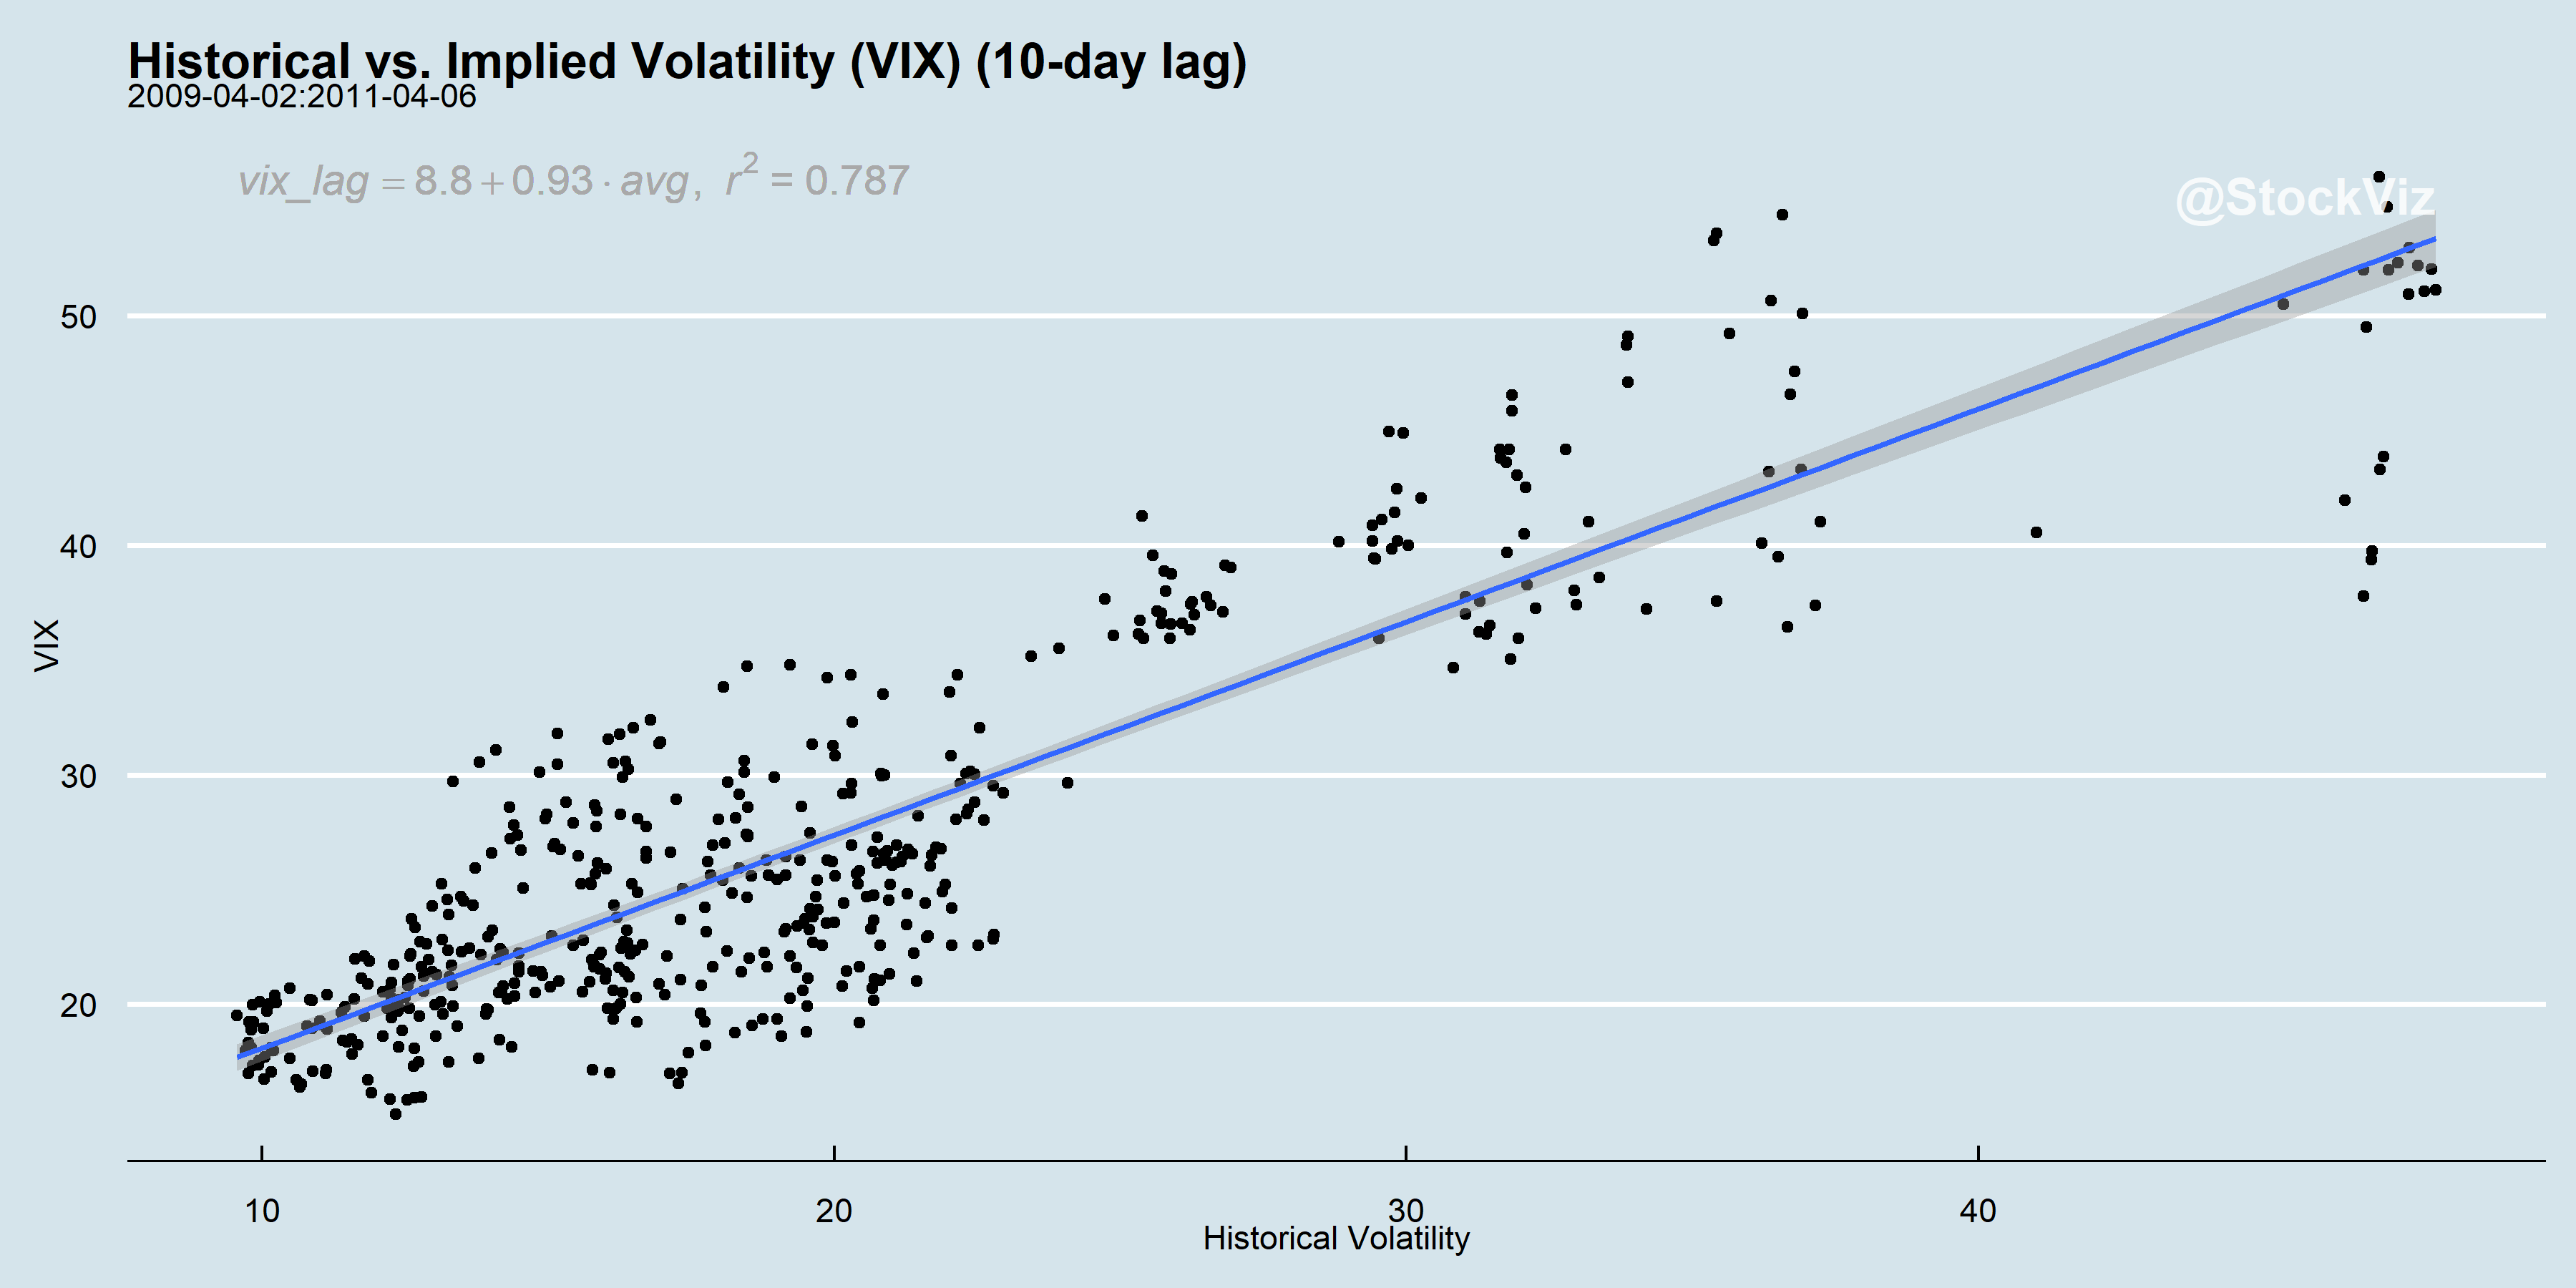 Historical vs. Implied Volatility (VIX) (10-day lag)
2009-04-02:2011-04-06
vix_lag = 8.8 + 0.93 · avg, r² = 0.787
@StockViz
50
40
30
20
VIX
10 20 30 40
Historical Volatility